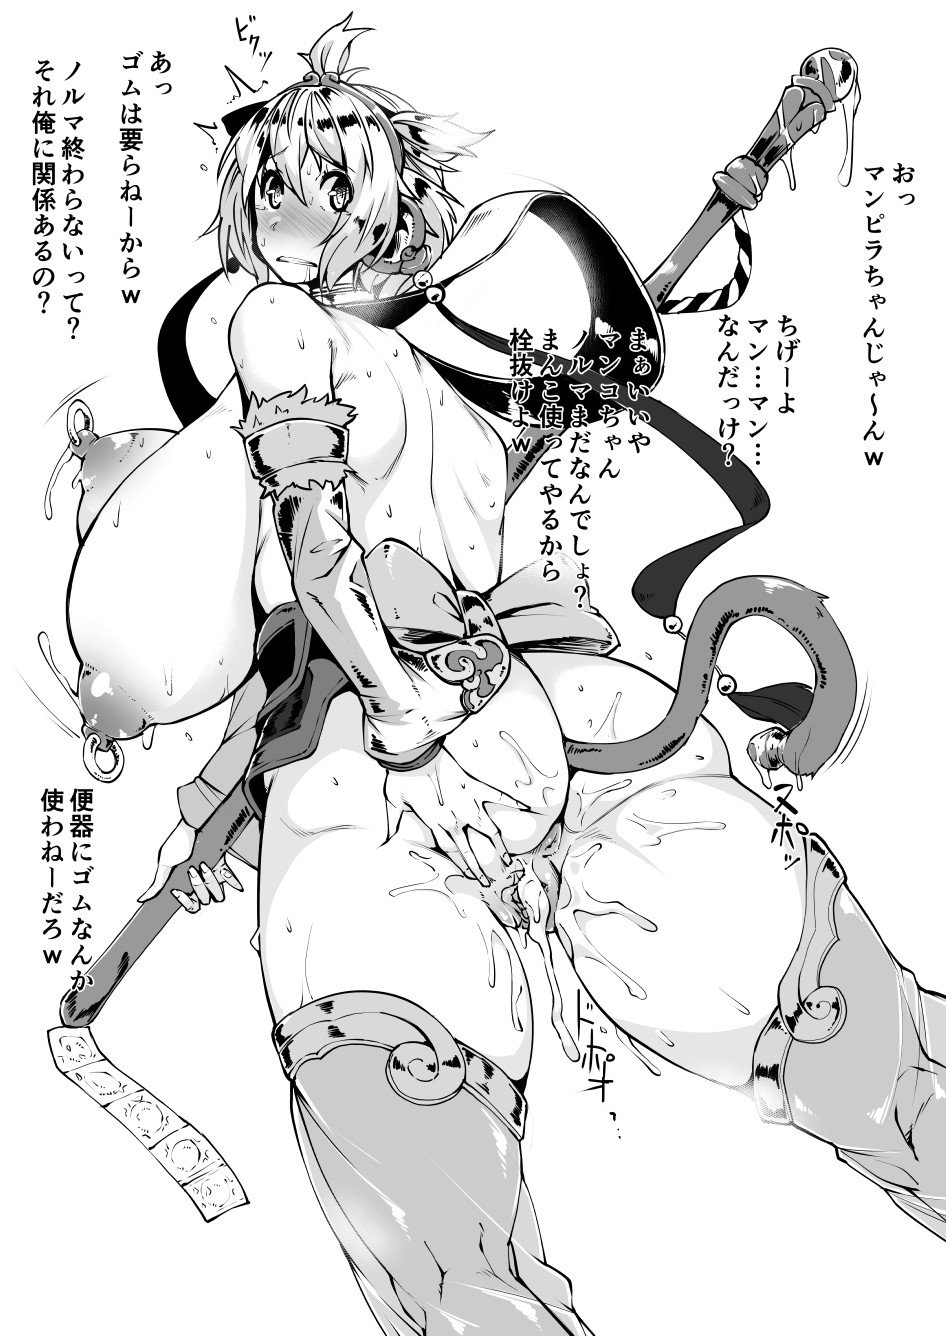 おっ
マンピラちゃんじゃ～んw
ちげーよ
マン…マン…
なんだっけ?
まぁいいや
マンコちゃん
ノルマまだなんでしょ?
まんこ使ってやるから
栓抜けよw
ビクッ
あっ
ゴムは要らねーからw
ノルマ終わらないって?
それ俺に関係あるの?
便器にゴムなんか
使わねーだろw
ヌポッ
ドポポ…